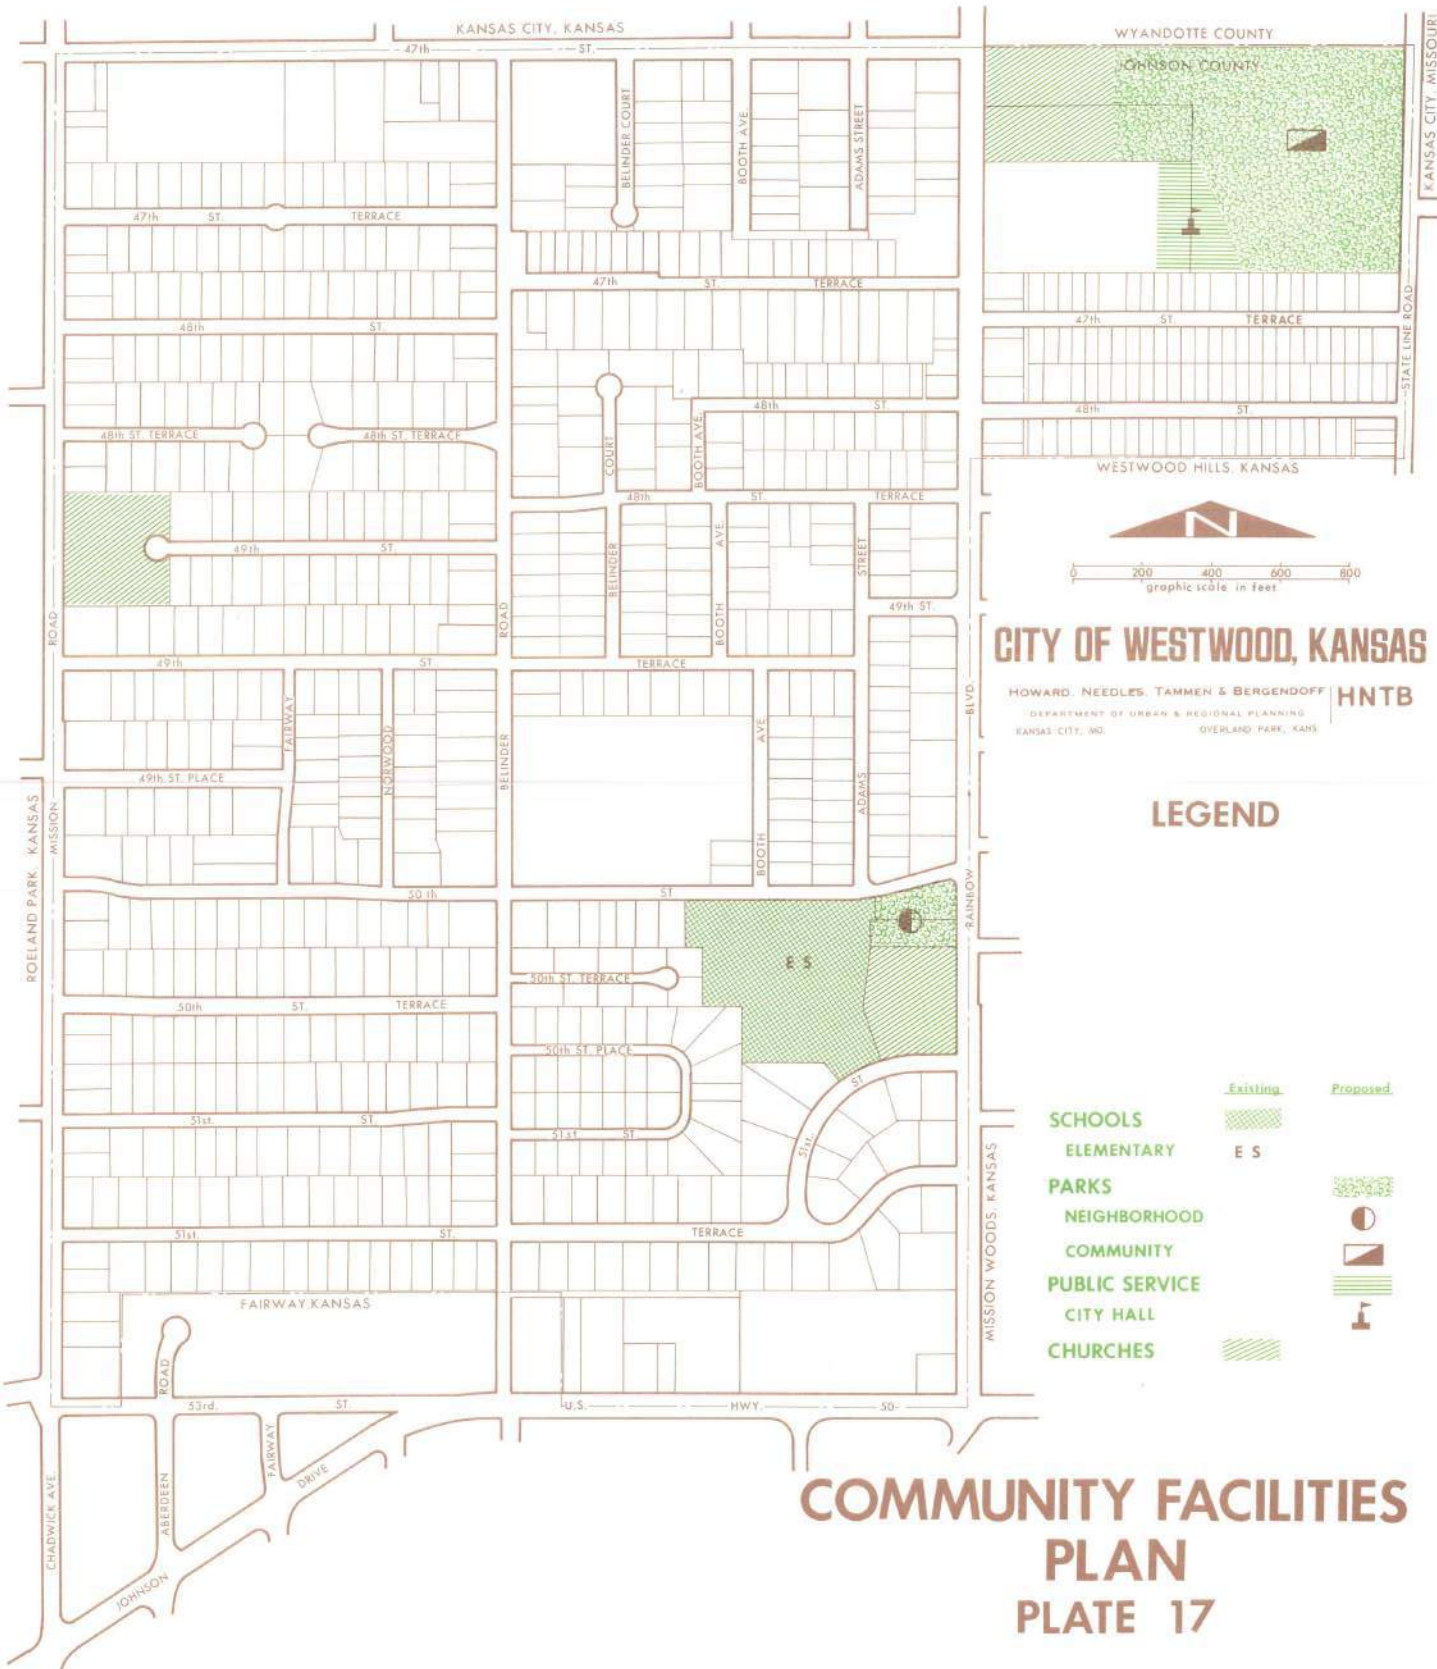 KANSAS CITY, KANSAS
47th ST.
WYANDOTTE COUNTY
JOHNSON COUNTY
KANSAS CITY, MISSOURI
BELINDER COURT
BOOTH AVE.
ADAMS STREET
47th ST. TERRACE
47th ST. TERRACE
47th ST. TERRACE
STATE LINE ROAD
48th ST.
48th ST.
48th ST.
48th ST. TERRACE
48th ST. TERRACE
COURT
BOOTH AVE.
WESTWOOD HILLS, KANSAS
48th ST. TERRACE
N
49th ST.
BELINDER
BOOTH AVE.
STREET
0 200 400 600 800
graphic scale in feet
49th ST.
ROAD
ROAD
CITY OF WESTWOOD, KANSAS
49th ST.
TERRACE
HOWARD, NEEDLES, TAMMEN & BERGENDOFF HNTB
DEPARTMENT OF URBAN & REGIONAL PLANNING
KANSAS CITY, MO. OVERLAND PARK, KANS.
FAIRWAY
NORWOOD
BELINDER
AVE.
BLVD.
49th ST. PLACE
ROELAND PARK, KANSAS
MISSION
BOOTH
ADAMS
LEGEND
50th ST.
RAINBOW
E S
50th ST. TERRACE
50th ST. TERRACE
50th ST. PLACE
ST.
51st. ST.
51st ST.
51st.
Existing Proposed
SCHOOLS
ELEMENTARY E S
PARKS
NEIGHBORHOOD
COMMUNITY
PUBLIC SERVICE
CITY HALL
CHURCHES
MISSION WOODS, KANSAS
51st. ST. TERRACE
FAIRWAY, KANSAS
ROAD
53rd. ST
U.S. HWY. 50
CHADWICK AVE.
ABERDEEN
FAIRWAY
JOHNSON DRIVE
COMMUNITY FACILITIES
PLAN
PLATE 17